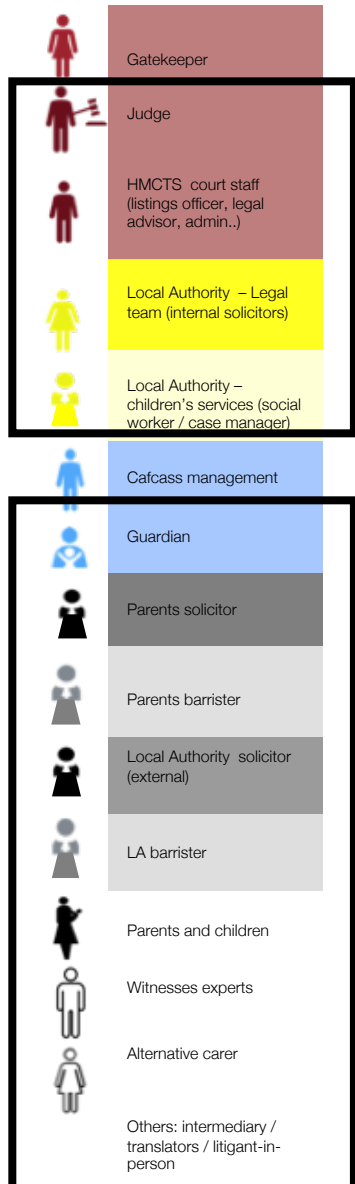 Gatekeeper
Judge
HMCTS court staff
(listings officer, legal
advisor, admin..)
Local Authority – Legal
team (internal solicitors)
Local Authority –
children's services (social
worker / case manager)
Cafcass management
Guardian
Parents solicitor
Parents barrister
Local Authority solicitor
(external)
LA barrister
Parents and children
Witnesses experts
Alternative carer
Others: intermediary /
translators / litigant-in-
person